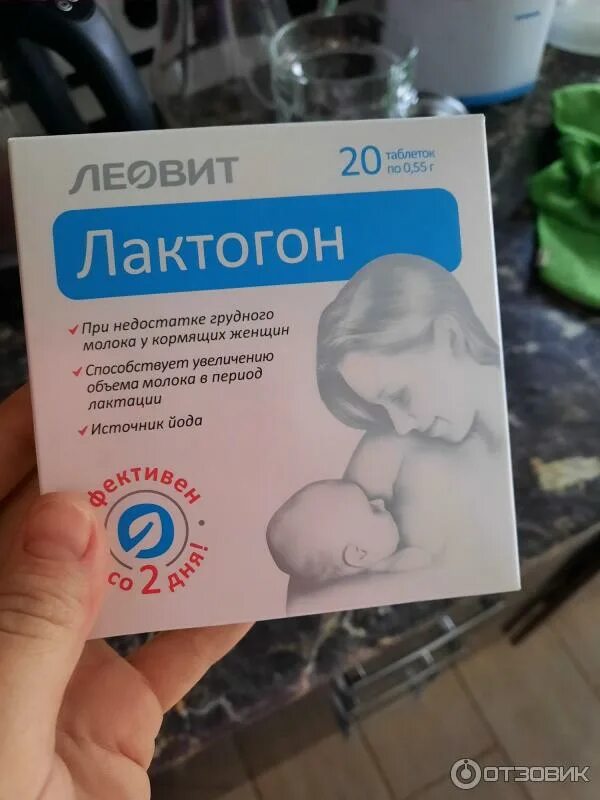 ЛЕОВИТ
20 таблеток
по 0,55 г
Лактогон
При недостатке грудного
молока у кормящих женщин
Способствует увеличению
объема молока в период
лактации
Источник йода
фективен
со 2 дня!
ОТЗОВИК